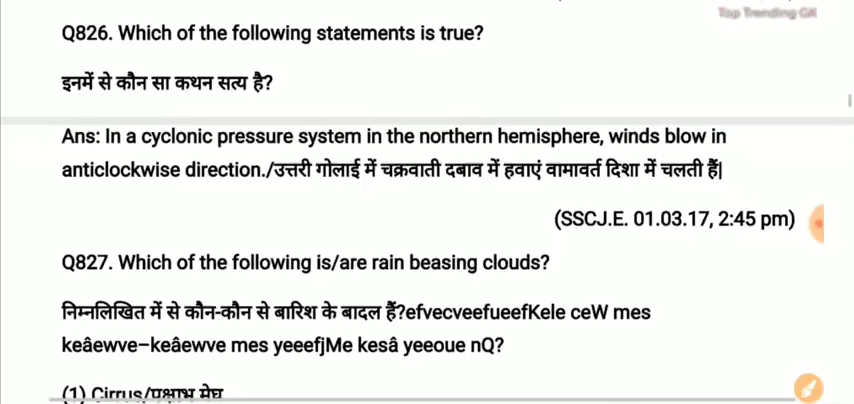 Top Trending GK
Q826. Which of the following statements is true?
इनमें से कौन सा कथन सत्य है?
Ans: In a cyclonic pressure system in the northern hemisphere, winds blow in
anticlockwise direction./उत्तरी गोलार्ई में चक्रवाती दबाव में हवाएं वामावर्त दिशा में चलती हैं|
(SSCJ.E. 01.03.17, 2:45 pm)
Q827. Which of the following is/are rain beasing clouds?
निम्नलिखित में से कौन-कौन से बारिश के बादल हैं?efvecveefueefKele ceW mes
keâewve–keâewve mes yeeefjMe kesâ yeeoue nQ?
(1) Cirrus/पक्षाभ मेघ